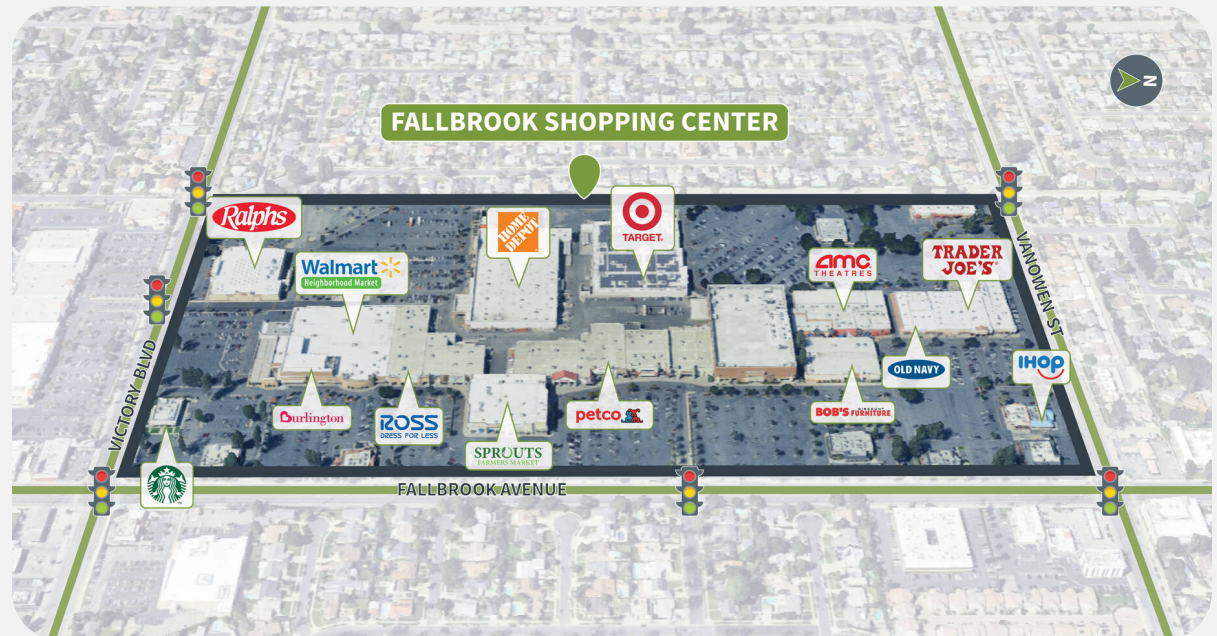 FALLBROOK SHOPPING CENTER
N
Ralphs
HOME
DEPOT
TARGET.
Walmart
Neighborhood Market
amc
THEATRES
TRADER
JOE'S
VANOWEN ST
VICTORY BLVD
OLD NAVY
IHOP
Burlington
ROSS
DRESS FOR LESS
petco
BOB'S FURNITURE
SPROUTS
FARMERS MARKET
FALLBROOK AVENUE